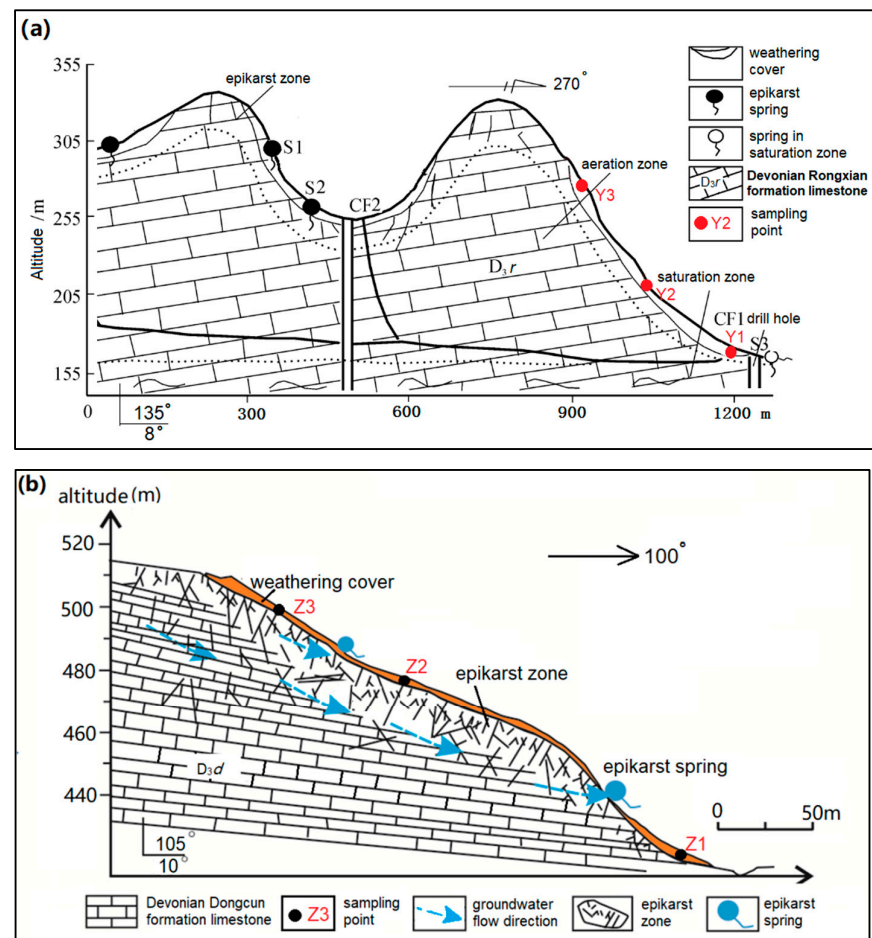 (a)
355
305
255
205
155
Altitude /m
epikarst
zone
S1
S2
CF2
270°
aeration zone
Y3
D₃r
saturation
zone
Y2
CF1 drill hole
Y1
S3
0
300
600
900
1200 m
135°
8°
weathering
cover
epikarst
spring
spring in
saturation zone
D₃r
Devonian Rongxian
formation limestone
Y2
sampling
point
(b)
altitude (m)
520
500
480
460
440
100°
weathering cover
Z3
Z2
epikarst zone
epikarst spring
D₃d
0 50m
Z1
105°
10°
Devonian Dongcun
formation limestone
Z3
sampling
point
groundwater
flow direction
epikarst
zone
epikarst
spring